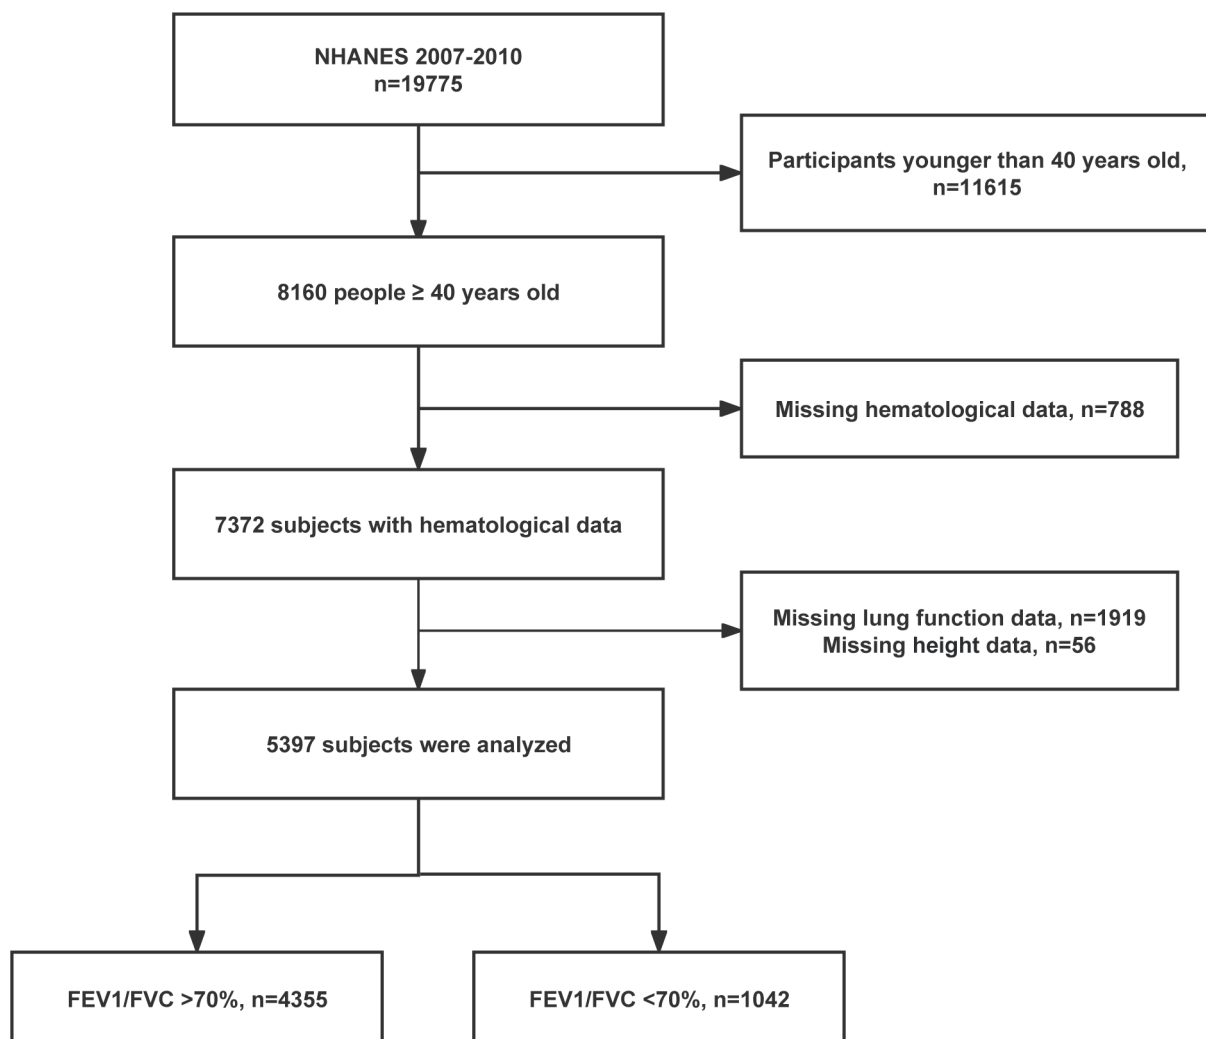 NHANES 2007-2010
n=19775
Participants younger than 40 years old,
n=11615
8160 people ≥ 40 years old
Missing hematological data, n=788
7372 subjects with hematological data
Missing lung function data, n=1919
Missing height data, n=56
5397 subjects were analyzed
FEV1/FVC >70%, n=4355
FEV1/FVC <70%, n=1042